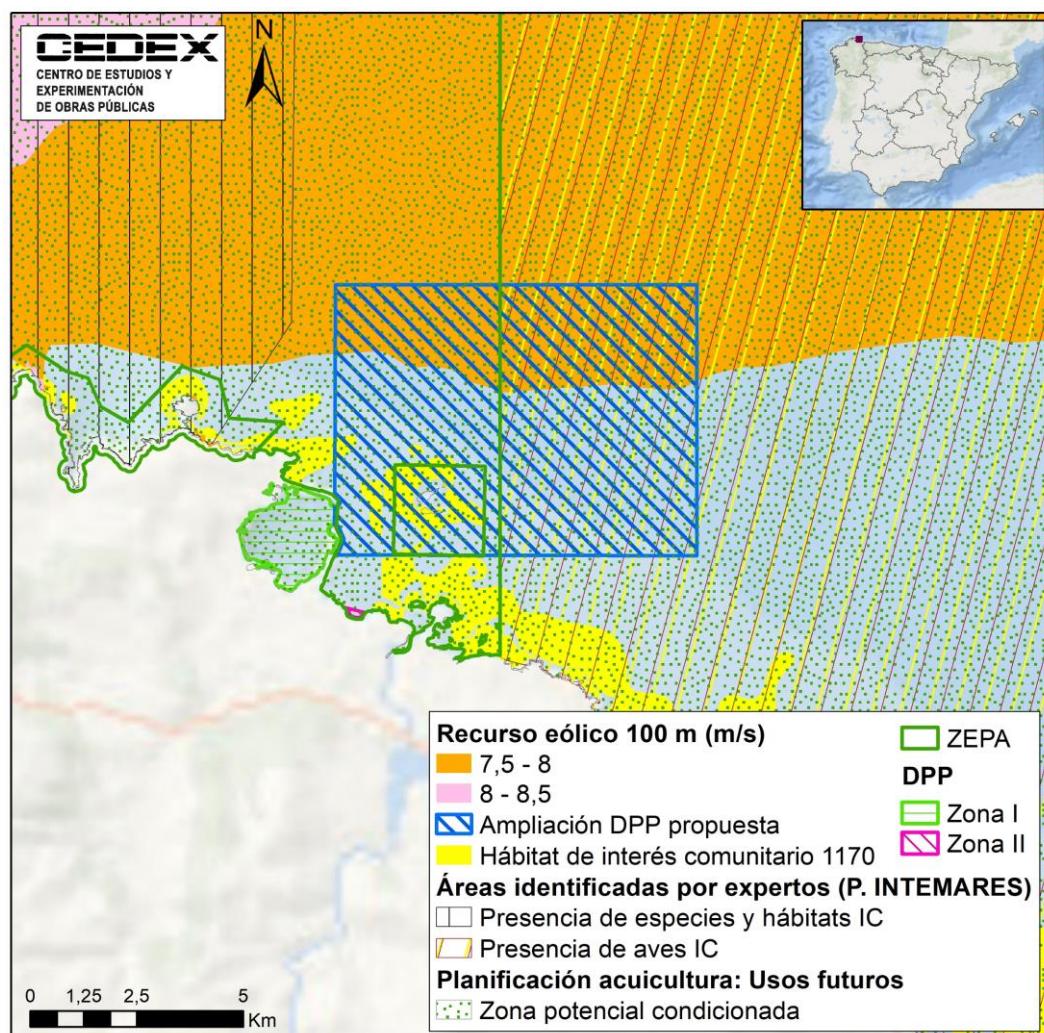 CEDEX
CENTRO DE ESTUDIOS Y
EXPERIMENTACIÓN
DE OBRAS PÚBLICAS
N
Recurso eólico 100 m (m/s)
7,5 - 8
8 - 8,5
Ampliación DPP propuesta
Hábitat de interés comunitario 1170
Áreas identificadas por expertos (P. INTEMARES)
Presencia de especies y hábitats IC
Presencia de aves IC
Planificación acuicultura: Usos futuros
Zona potencial condicionada
ZEPA
DPP
Zona I
Zona II
0 1,25 2,5 5
Km